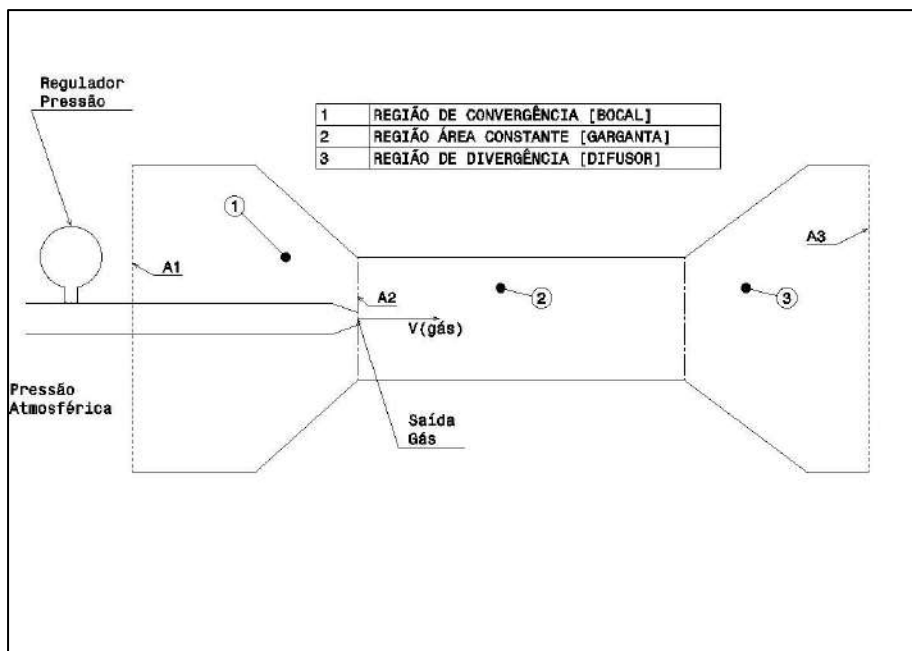 Regulador
Pressão
1 REGIÃO DE CONVERGÊNCIA [BOCAL]
2 REGIÃO ÁREA CONSTANTE [GARGANTA]
3 REGIÃO DE DIVERGÊNCIA [DIFUSOR]
1
A1
A3
A2
2
3
V(gás)
Pressão
Atmosférica
Saída
Gás